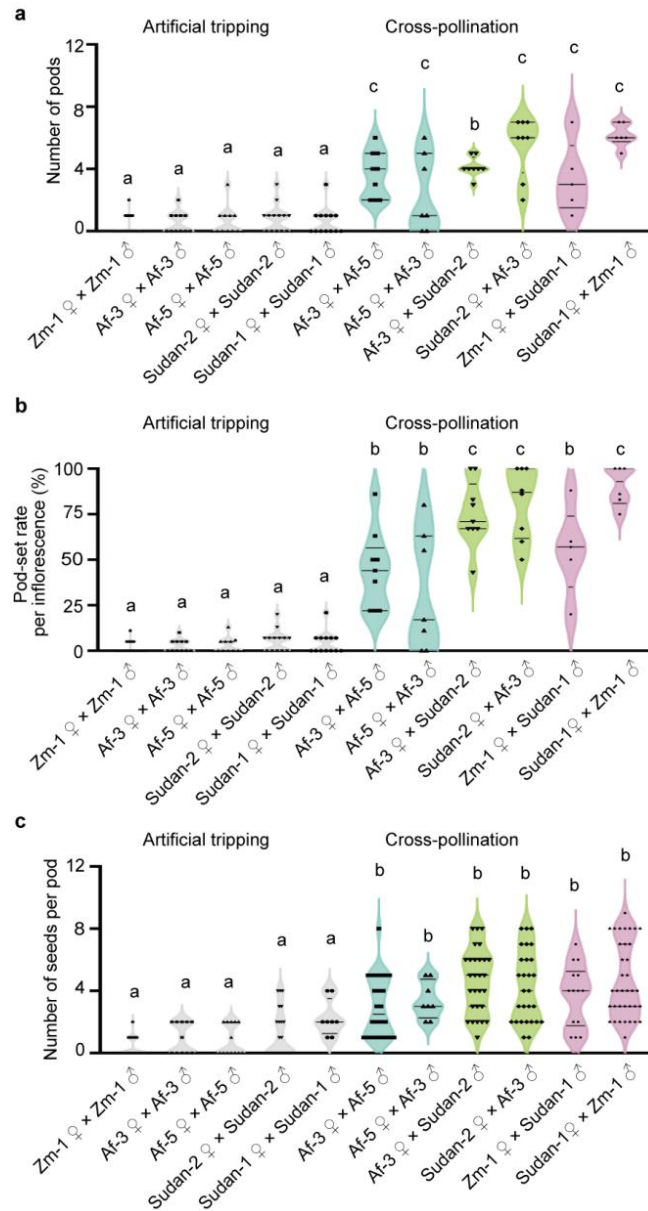 a
Artificial tripping Cross-pollination
Number of pods
12
8
4
0
a a a a a c c b c c c
Zm-1 ♀ × Zm-1 ♂
Af-3 ♀ × Af-3 ♂
Af-5 ♀ × Af-5 ♂
Sudan-2 ♀ × Sudan-2 ♂
Sudan-1 ♀ × Sudan-1 ♂
Af-3 ♀ × Af-5 ♂
Af-5 ♀ × Af-3 ♂
Af-3 ♀ × Sudan-2 ♂
Sudan-2 ♀ × Af-3 ♂
Zm-1 ♀ × Sudan-1 ♂
Sudan-1 ♀ × Zm-1 ♂
b
Artificial tripping Cross-pollination
Pod-set rate
per inflorescence (%)
100
75
50
25
0
a a a a a b b c c b c
Zm-1 ♀ × Zm-1 ♂
Af-3 ♀ × Af-3 ♂
Af-5 ♀ × Af-5 ♂
Sudan-2 ♀ × Sudan-2 ♂
Sudan-1 ♀ × Sudan-1 ♂
Af-3 ♀ × Af-5 ♂
Af-5 ♀ × Af-3 ♂
Af-3 ♀ × Sudan-2 ♂
Sudan-2 ♀ × Af-3 ♂
Zm-1 ♀ × Sudan-1 ♂
Sudan-1 ♀ × Zm-1 ♂
c
Artificial tripping Cross-pollination
Number of seeds per pod
12
8
4
0
a a a a a b b b b b b
Zm-1 ♀ × Zm-1 ♂
Af-3 ♀ × Af-3 ♂
Af-5 ♀ × Af-5 ♂
Sudan-2 ♀ × Sudan-2 ♂
Sudan-1 ♀ × Sudan-1 ♂
Af-3 ♀ × Af-5 ♂
Af-5 ♀ × Af-3 ♂
Af-3 ♀ × Sudan-2 ♂
Sudan-2 ♀ × Af-3 ♂
Zm-1 ♀ × Sudan-1 ♂
Sudan-1 ♀ × Zm-1 ♂